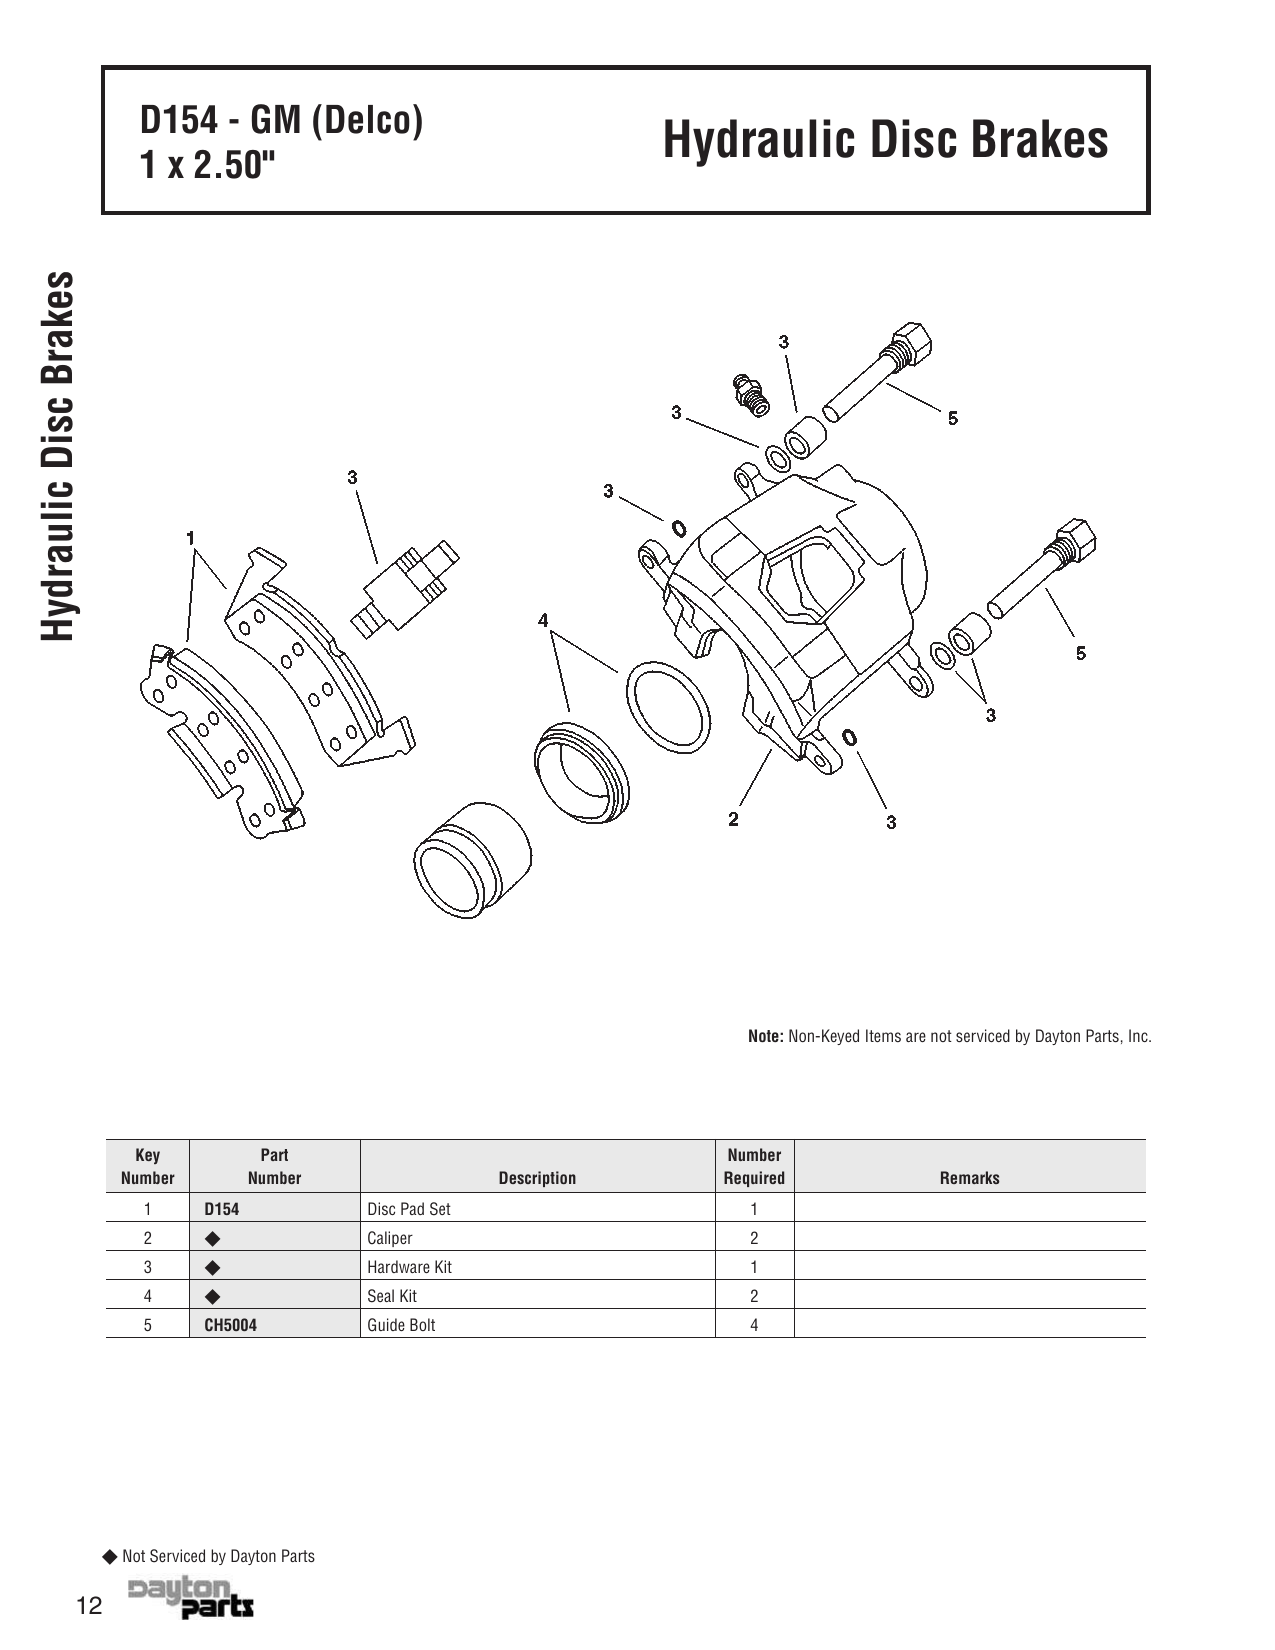 D154 - GM (Delco)
1 x 2.50"
Hydraulic Disc Brakes
Hydraulic Disc Brakes
3
3
5
3
3
1
4
5
3
2
3
Note: Non-Keyed Items are not serviced by Dayton Parts, Inc.
Key Number Part Number Description Number Required Remarks
1 D154 Disc Pad Set 1
2 ◆ Caliper 2
3 ◆ Hardware Kit 1
4 ◆ Seal Kit 2
5 CH5004 Guide Bolt 4
◆ Not Serviced by Dayton Parts
12
Dayton
parts